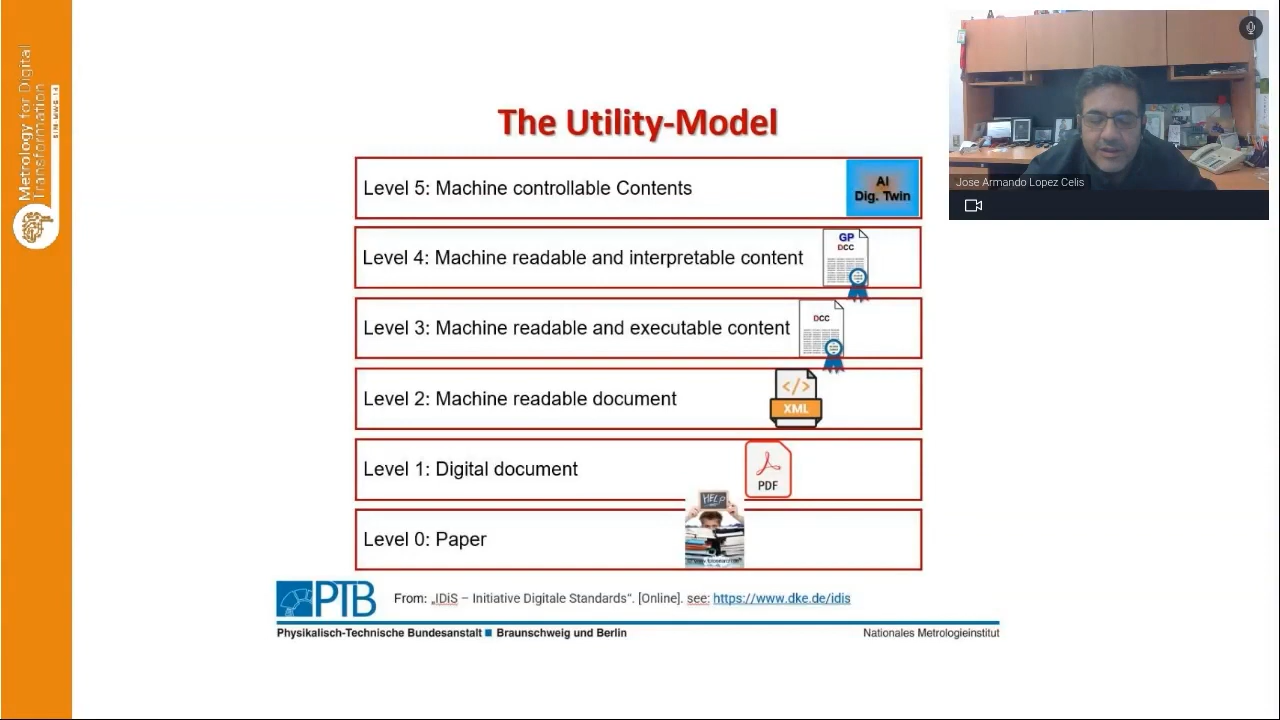 Metrology for Digital
Transformation
SIM MWG 14
The Utility-Model
Level 5: Machine controllable Contents
AI
Dig. Twin
Level 4: Machine readable and interpretable content
GP
DCC
Level 3: Machine readable and executable content
DCC
Level 2: Machine readable document
</>
XML
Level 1: Digital document
PDF
HELP
Level 0: Paper
PTB
From: „IDiS – Initiative Digitale Standards“. [Online]. see: https://www.dke.de/idis
Physikalisch-Technische Bundesanstalt ■ Braunschweig und Berlin
Nationales Metrologieinstitut
Jose Armando Lopez Celis